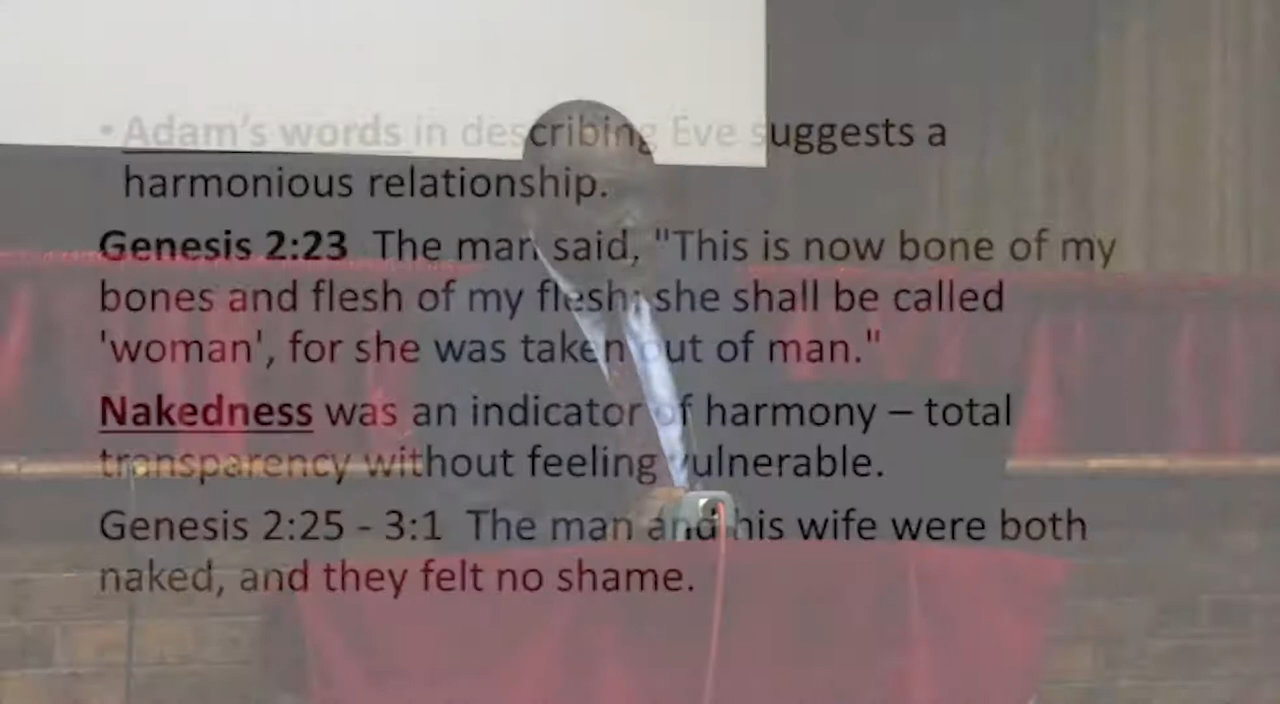 • Adam's words in describing Eve suggests a
harmonious relationship.
Genesis 2:23 The man said, "This is now bone of my
bones and flesh of my flesh; she shall be called
'woman', for she was taken out of man."
Nakedness was an indicator of harmony – total
transparency without feeling vulnerable.
Genesis 2:25 - 3:1 The man and his wife were both
naked, and they felt no shame.